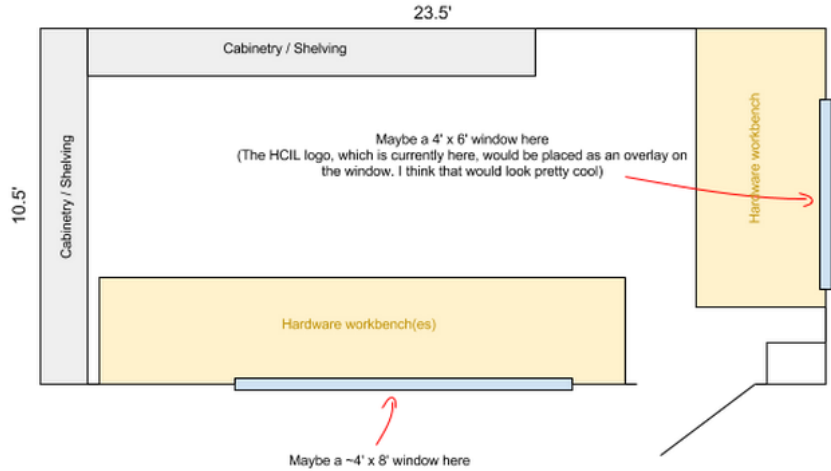 23.5'
Cabinetry / Shelving
Hardware workbench
Maybe a 4' x 6' window here
(The HCIL logo, which is currently here, would be placed as an overlay on
the window. I think that would look pretty cool)
Cabinetry / Shelving
10.5'
Hardware workbench(es)
Maybe a ~4' x 8' window here